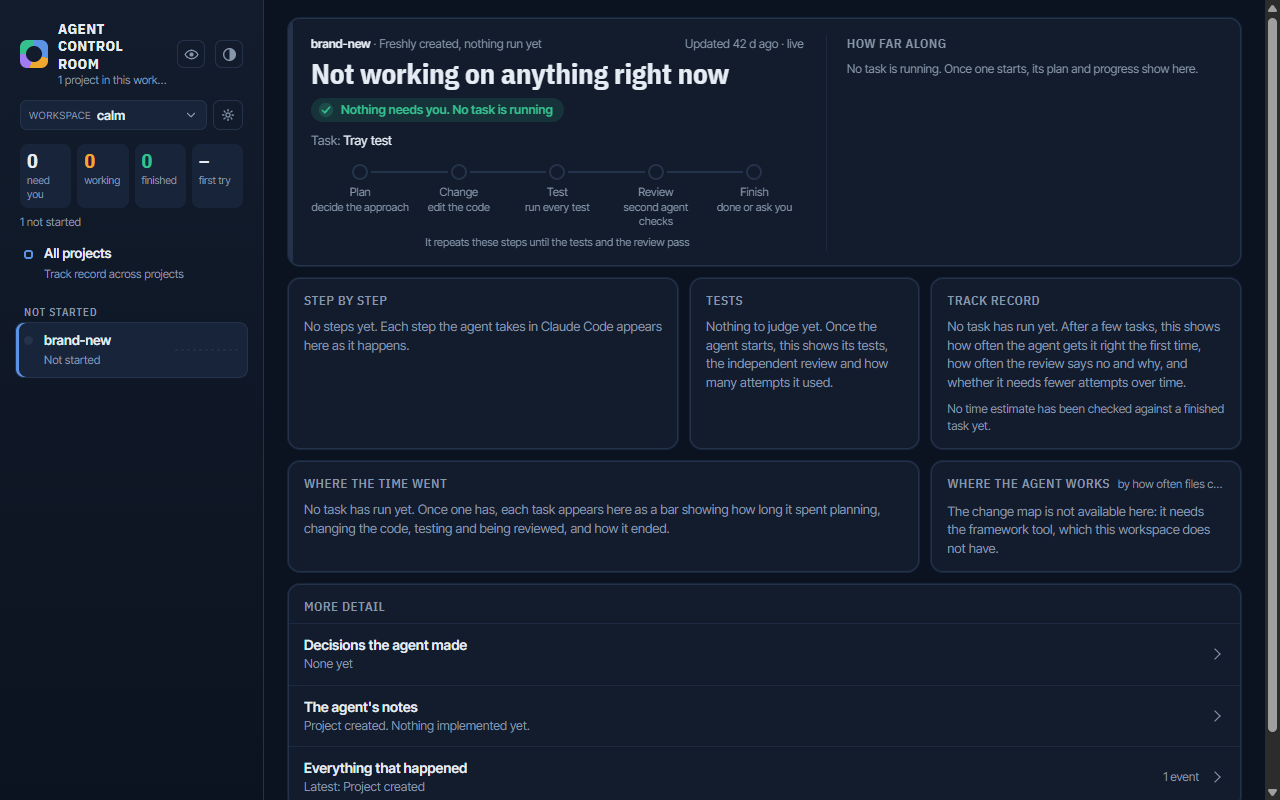 AGENT
CONTROL
ROOM
1 project in this work...
WORKSPACE calm
0
need
you
0
working
0
finished
–
first try
1 not started
All projects
Track record across projects
NOT STARTED
brand-new
Not started
brand-new · Freshly created, nothing run yet
Updated 42 d ago · live
Not working on anything right now
Nothing needs you. No task is running
Task: Tray test
Plan
decide the approach
Change
edit the code
Test
run every test
Review
second agent
checks
Finish
done or ask you
It repeats these steps until the tests and the review pass
HOW FAR ALONG
No task is running. Once one starts, its plan and progress show here.
STEP BY STEP
No steps yet. Each step the agent takes in Claude Code appears
here as it happens.
TESTS
Nothing to judge yet. Once the
agent starts, this shows its tests,
the independent review and how
many attempts it used.
TRACK RECORD
No task has run yet. After a few tasks, this shows
how often the agent gets it right the first time,
how often the review says no and why, and
whether it needs fewer attempts over time.
No time estimate has been checked against a finished
task yet.
WHERE THE TIME WENT
No task has run yet. Once one has, each task appears here as a bar showing how long it spent planning,
changing the code, testing and being reviewed, and how it ended.
WHERE THE AGENT WORKS by how often files c...
The change map is not available here: it needs
the framework tool, which this workspace does
not have.
MORE DETAIL
Decisions the agent made
None yet
The agent's notes
Project created. Nothing implemented yet.
Everything that happened
Latest: Project created
1 event